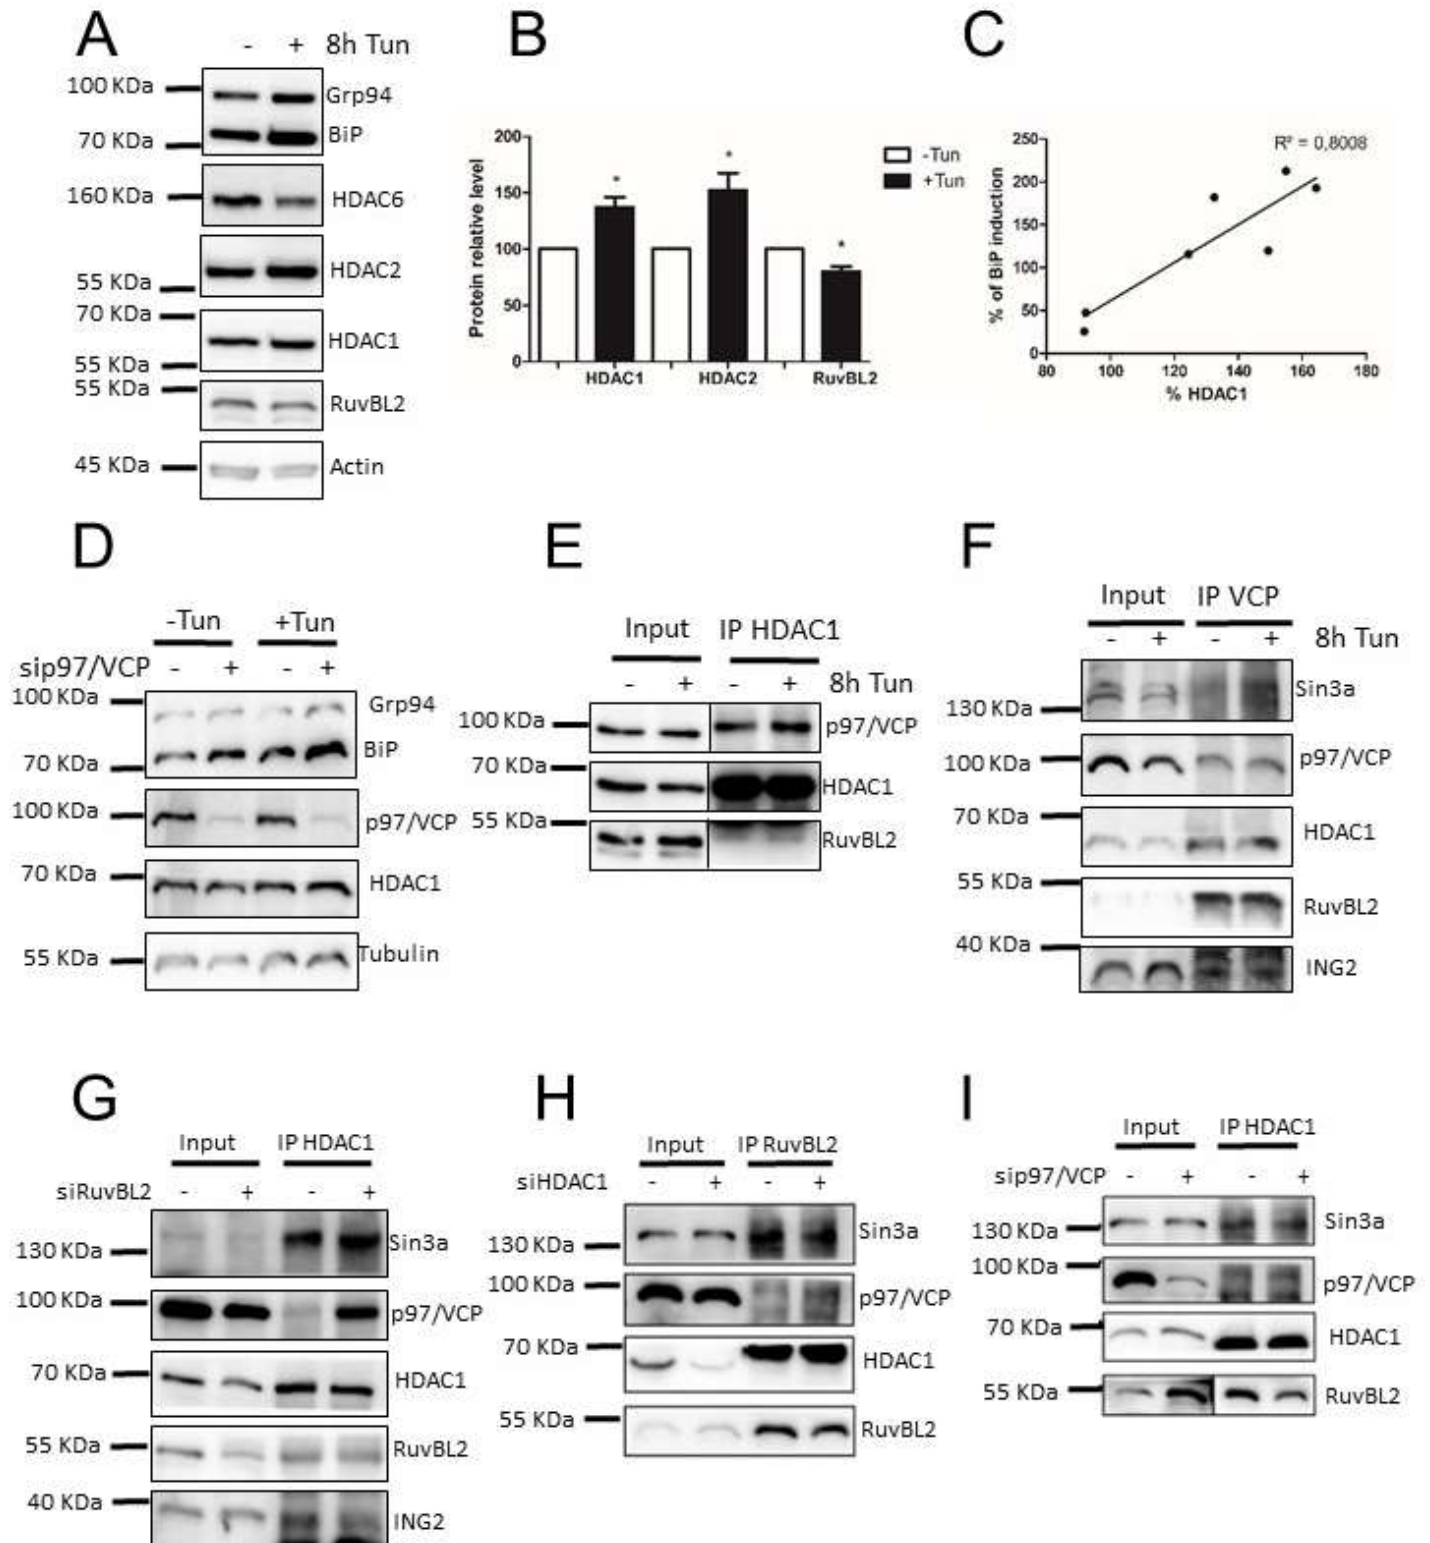 A
- + 8h Tun
100 KDa Grp94
70 KDa BiP
160 KDa HDAC6
HDAC2
55 KDa
70 KDa
HDAC1
55 KDa
55 KDa
RuvBL2
45 KDa Actin
B
Protein relative level
200
150
100
50
0
HDAC1 HDAC2 RuvBL2
* * *
-Tun
+Tun
C
% of BiP induction
250
200
150
100
50
0
R² = 0,8008
80 100 120 140 160 180
% HDAC1
D
-Tun +Tun
sip97/VCP - + - +
100 KDa Grp94
BiP
70 KDa
100 KDa p97/VCP
70 KDa HDAC1
55 KDa Tubulin
E
Input IP HDAC1
- + - + 8h Tun
100 KDa p97/VCP
70 KDa
HDAC1
55 KDa
RuvBL2
F
Input IP VCP
- + - + 8h Tun
Sin3a
130 KDa
100 KDa p97/VCP
70 KDa HDAC1
55 KDa
RuvBL2
40 KDa
ING2
G
Input IP HDAC1
siRuvBL2 - + - +
130 KDa Sin3a
100 KDa p97/VCP
70 KDa HDAC1
55 KDa RuvBL2
40 KDa
ING2
H
Input IP RuvBL2
siHDAC1 - + - +
130 KDa Sin3a
100 KDa p97/VCP
70 KDa HDAC1
55 KDa RuvBL2
I
Input IP HDAC1
sip97/VCP - + - +
130 KDa Sin3a
100 KDa p97/VCP
70 KDa HDAC1
55 KDa RuvBL2